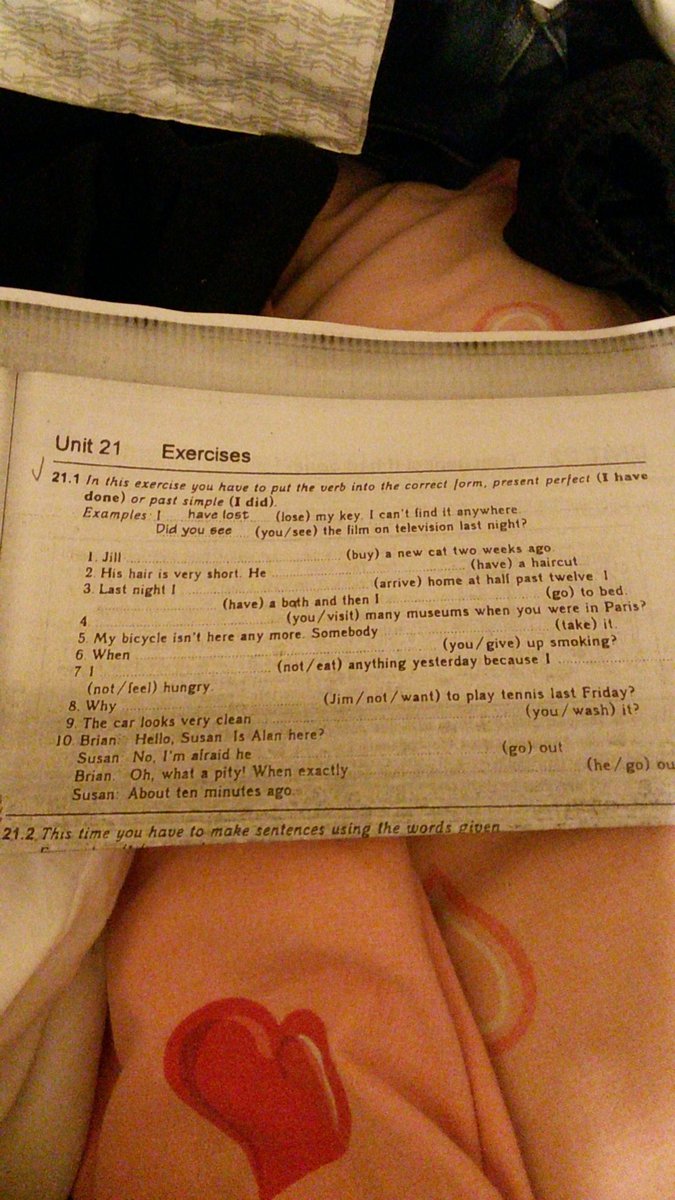 Unit 21 Exercises
21.1 In this exercise you have to put the verb into the correct form, present perfect (I have
done) or past simple (I did).
Examples: I have lost (lose) my key. I can't find it anywhere.
Did you see (you/see) the film on television last night?
1. Jill .......... (buy) a new cat two weeks ago.
2. His hair is very short. He .......... (have) a haircut
3. Last night I .......... (arrive) home at half past twelve. I
.......... (have) a bath and then I .......... (go) to bed.
4 .......... (you/visit) many museums when you were in Paris?
5. My bicycle isn't here any more. Somebody .......... (take) it.
6. When .......... (you/give) up smoking?
7 I .......... (not/eat) anything yesterday because I ..........
(not/feel) hungry.
8. Why .......... (Jim/not/want) to play tennis last Friday?
9. The car looks very clean .......... (you/wash) it?
10. Brian: Hello, Susan. Is Alan here?
Susan: No, I'm afraid he .......... (go) out
Brian: Oh, what a pity! When exactly .......... (he/go) ou
Susan: About ten minutes ago.
21.2 This time you have to make sentences using the words given